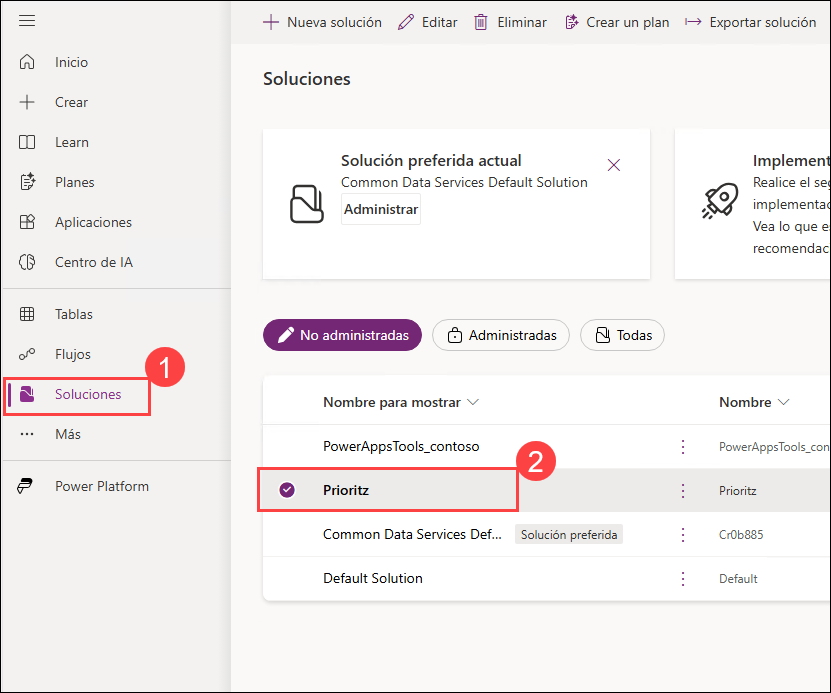 Nueva solución
Editar
Eliminar
Crear un plan
Exportar solución
Inicio
Crear
Learn
Planes
Aplicaciones
Centro de IA
Tablas
Flujos
Soluciones
Más
Power Platform
1
Soluciones
Solución preferida actual
Common Data Services Default Solution
Administrar
Implement
Realice el seg
implementac
Vea lo que e
recomendac
No administradas
Administradas
Todas
Nombre para mostrar
Nombre
PowerAppsTools_contoso
PowerAppsTools_con
2
Prioritz
Prioritz
Common Data Services Def...
Solución preferida
Cr0b885
Default Solution
Default